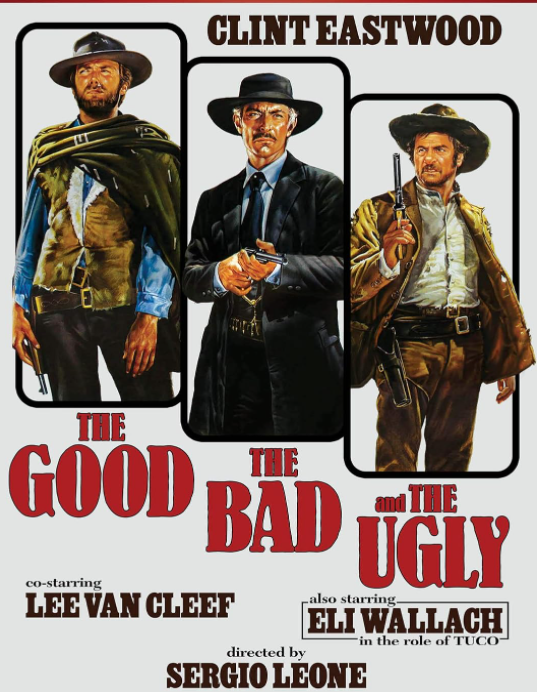 CLINT EASTWOOD
THE
GOOD
THE
BAD
and THE
UGLY
co-starring
LEE VAN CLEEF
also starring
ELI WALLACH
in the role of TUCO
directed by
SERGIO LEONE